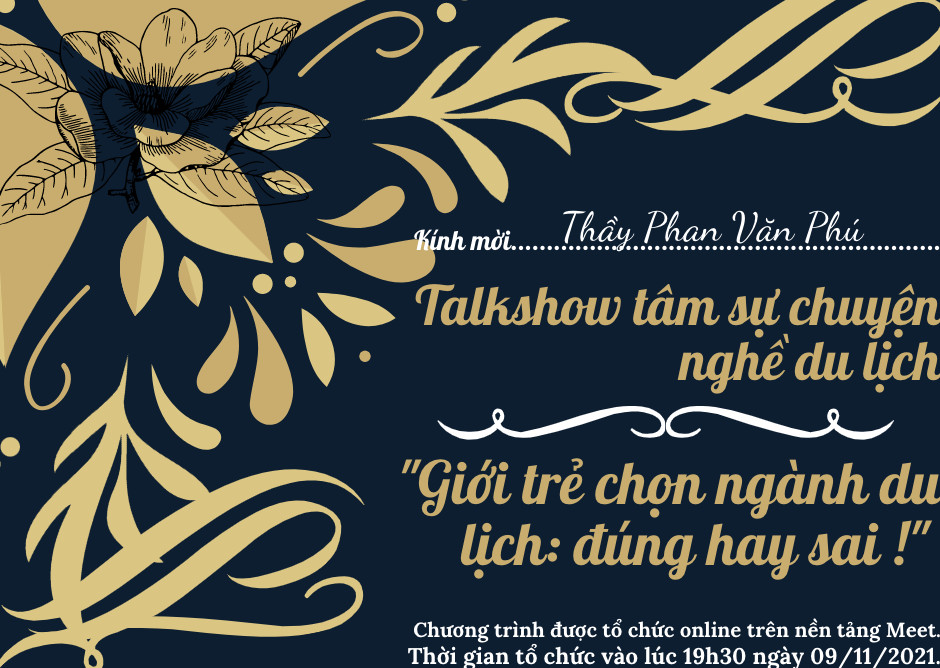 Kính mời........Thầy Phan Văn Phú........
Talkshow tâm sự chuyện
nghề du lịch
"Giới trẻ chọn ngành du
lịch: đúng hay sai !"
Chương trình được tổ chức online trên nền tảng Meet.
Thời gian tổ chức vào lúc 19h30 ngày 09/11/2021.